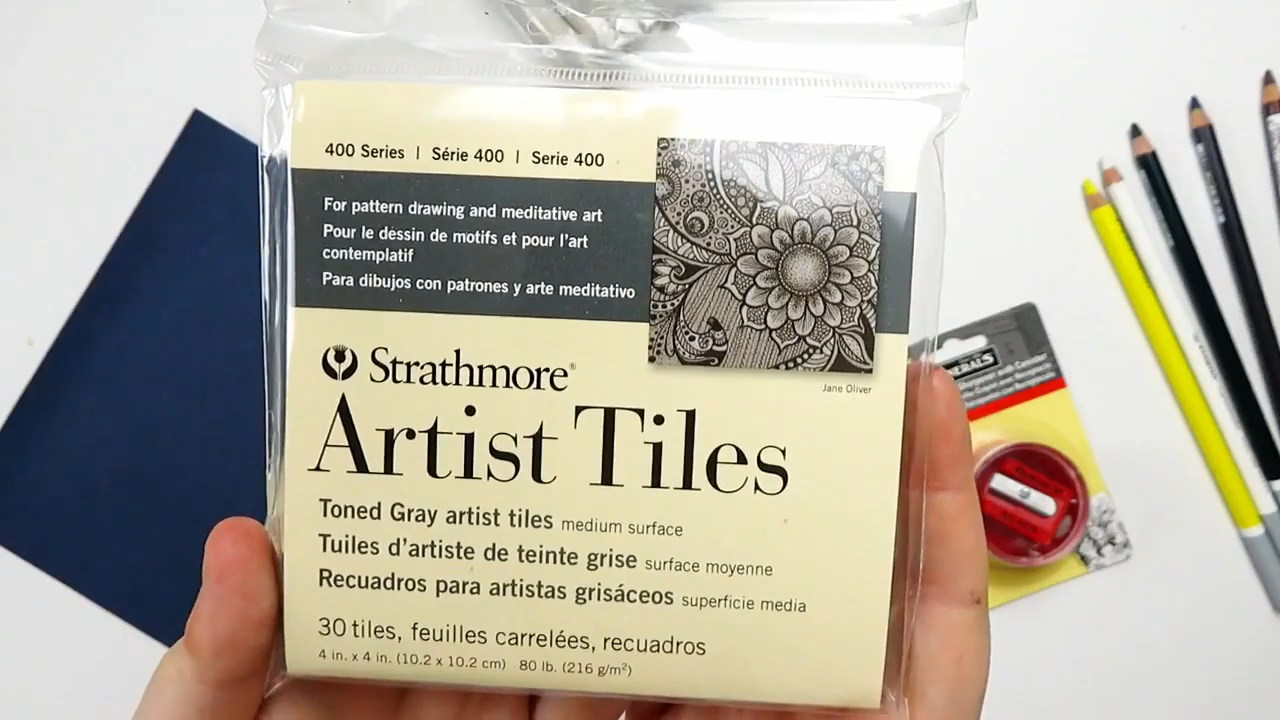 400 Series | Série 400 | Serie 400
For pattern drawing and meditative art
Pour le dessin de motifs et pour l'art
contemplatif
Para dibujos con patrones y arte meditativo
Strathmore®
Jane Oliver
Artist Tiles
Toned Gray artist tiles medium surface
Tuiles d'artiste de teinte grise surface moyenne
Recuadros para artistas grisáceos superficie media
30 tiles, feuilles carrelées, recuadros
4 in. x 4 in. (10.2 x 10.2 cm) 80 lb. (216 g/m²)